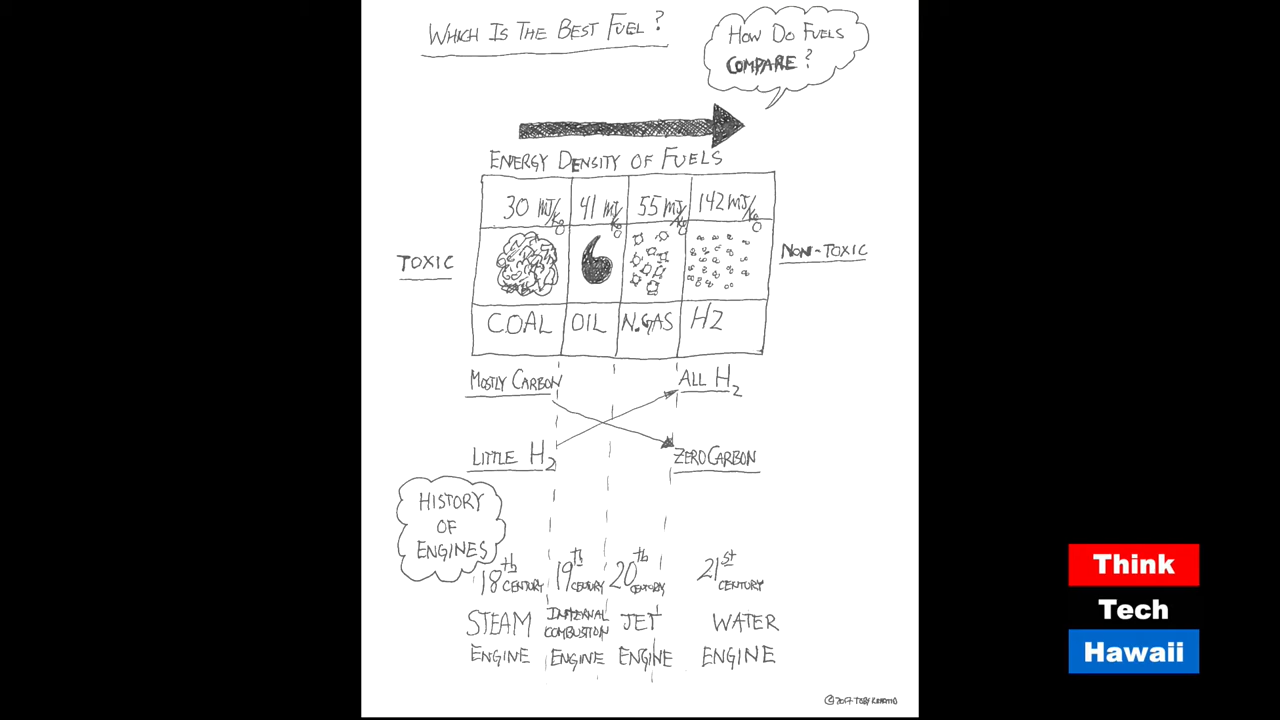 WHICH IS THE BEST FUEL?
HOW DO FUELS
COMPARE?
ENERGY DENSITY OF FUELS
30 MJ/KG
41 MJ/KG
55 MJ/KG
142 MJ/KG
TOXIC
NON-TOXIC
COAL
OIL
N.GAS
H2
MOSTLY CARBON
ALL H2
LITTLE H2
ZERO CARBON
HISTORY
OF
ENGINES
18th CENTURY
19th CENTURY
20th CENTURY
21st CENTURY
STEAM
ENGINE
INTERNAL
COMBUSTION
ENGINE
JET
ENGINE
WATER
ENGINE
Think
Tech
Hawaii
© 2017 TOBY